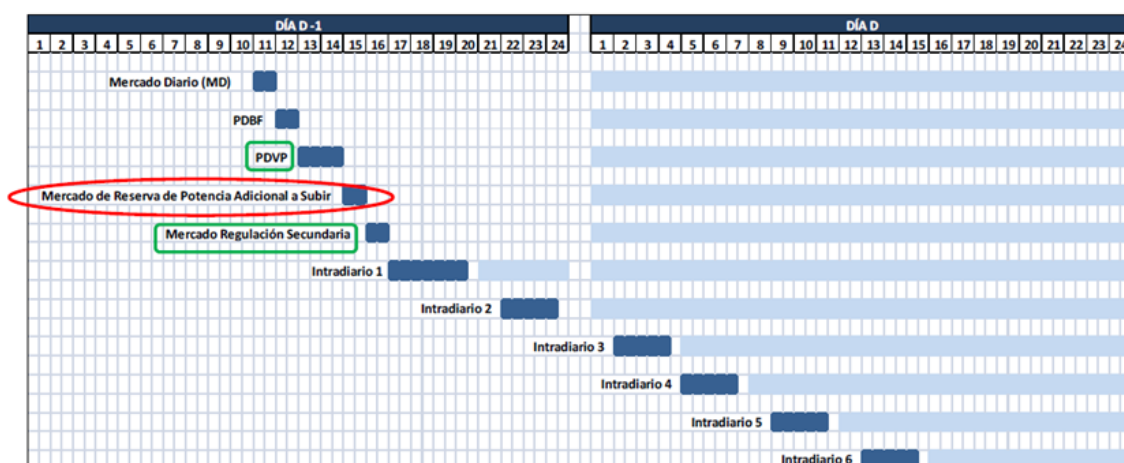 DÍA D -1 DÍA D
1 2 3 4 5 6 7 8 9 10 11 12 13 14 15 16 17 18 19 20 21 22 23 24 1 2 3 4 5 6 7 8 9 10 11 12 13 14 15 16 17 18 19 20 21 22 23 24
Mercado Diario (MD)
PDBF
PDVP
Mercado de Reserva de Potencia Adicional a Subir
Mercado Regulación Secundaria
Intradiario 1
Intradiario 2
Intradiario 3
Intradiario 4
Intradiario 5
Intradiario 6